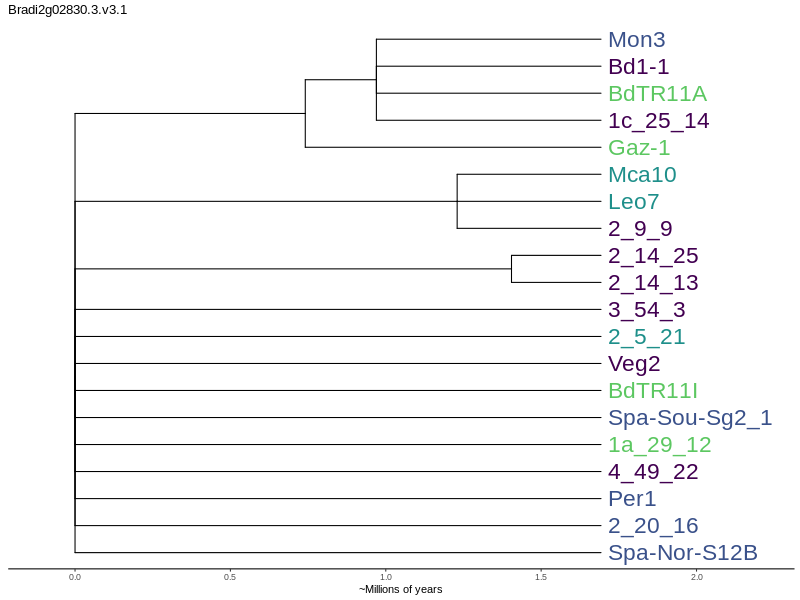 Bradi2g02830.3.v3.1
Mon3
Bd1-1
BdTR11A
1c_25_14
Gaz-1
Mca10
Leo7
2_9_9
2_14_25
2_14_13
3_54_3
2_5_21
Veg2
BdTR11I
Spa-Sou-Sg2_1
1a_29_12
4_49_22
Per1
2_20_16
Spa-Nor-S12B
0.0 0.5 1.0 1.5 2.0
~Millions of years